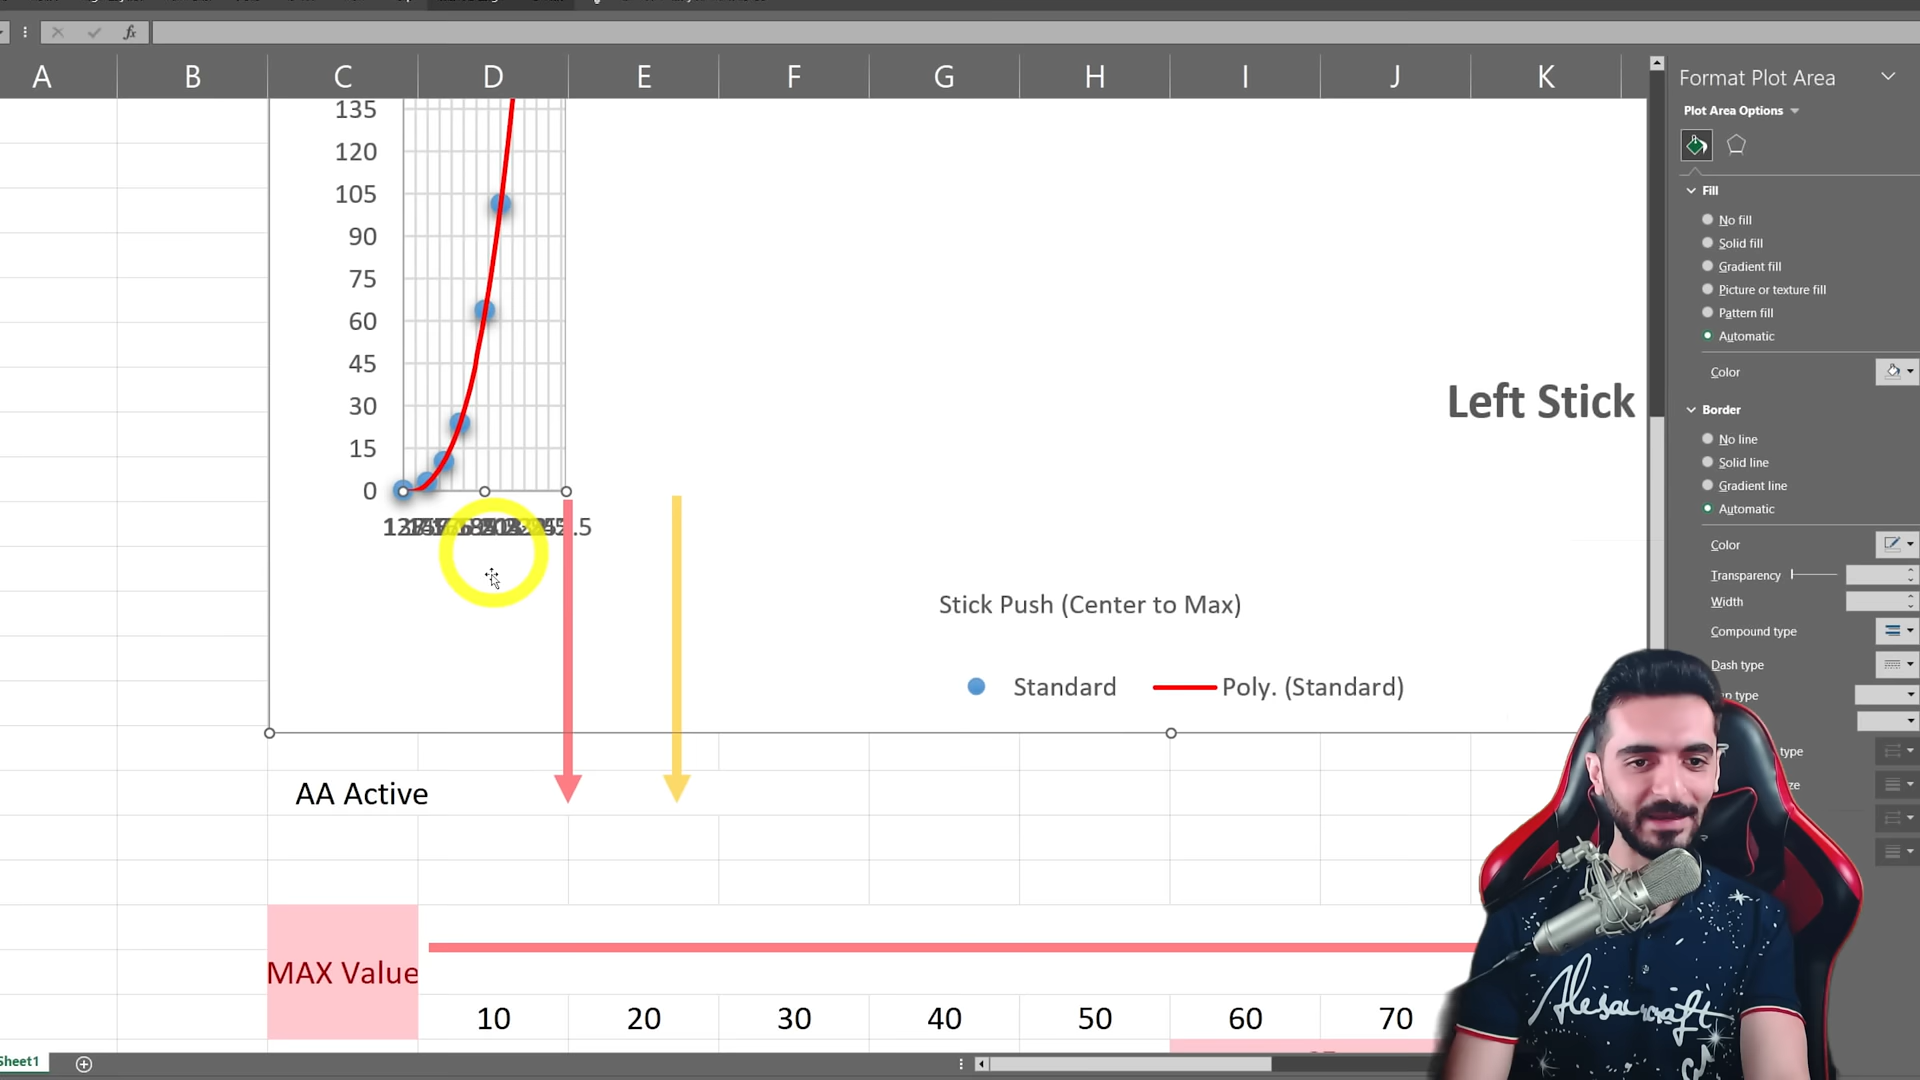 fx
A B C D E F G H I J K
135
120
105
90
75
60
45
30
15
0
Left Stick
Stick Push (Center to Max)
Standard Poly. (Standard)
AA Active
MAX Value
10 20 30 40 50 60 70
Sheet1
Format Plot Area
Plot Area Options
Fill
No fill
Solid fill
Gradient fill
Picture or texture fill
Pattern fill
Automatic
Color
Border
No line
Solid line
Gradient line
Automatic
Color
Transparency
Width
Compound type
Dash type
type
type